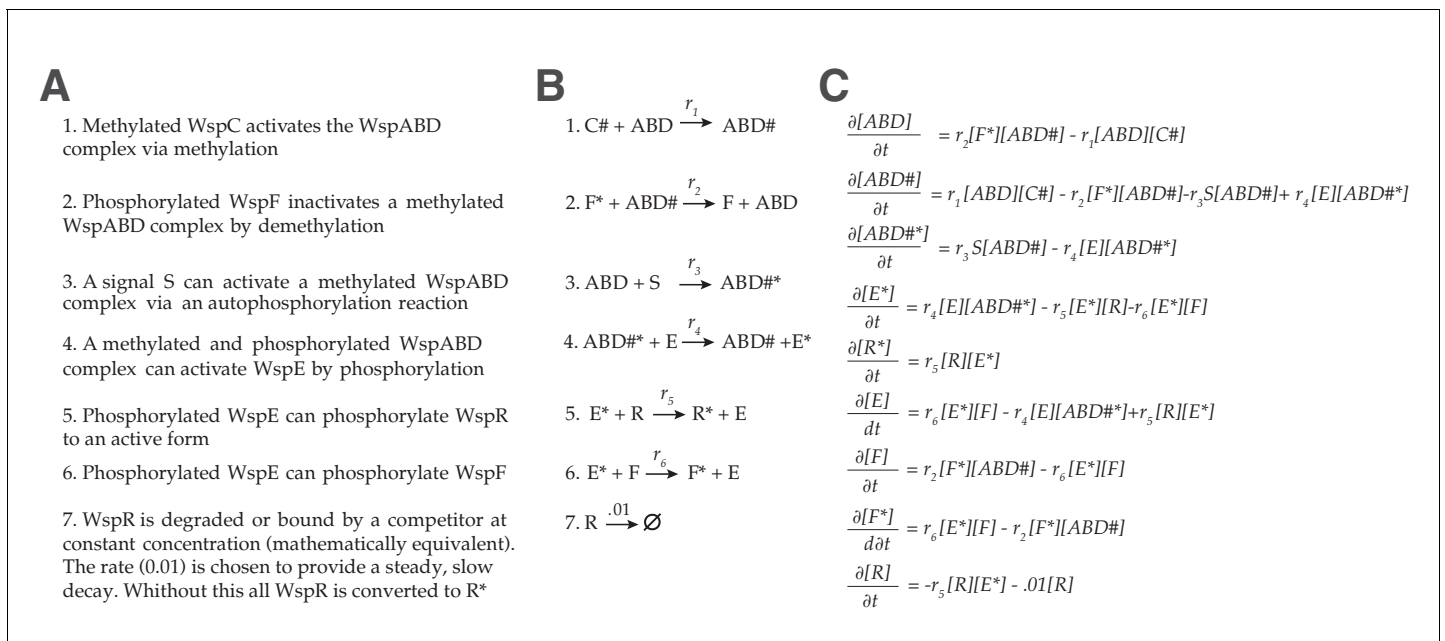 A
1. Methylated WspC activates the WspABD
complex via methylation
2. Phosphorylated WspF inactivates a methylated
WspABD complex by demethylation
3. A signal S can activate a methylated WspABD
complex via an autophosphorylation reaction
4. A methylated and phosphorylated WspABD
complex can activate WspE by phosphorylation
5. Phosphorylated WspE can phosphorylate WspR
to an active form
6. Phosphorylated WspE can phosphorylate WspF
7. WspR is degraded or bound by a competitor at
constant concentration (mathematically equivalent).
The rate (0.01) is chosen to provide a steady, slow
decay. Whithout this all WspR is converted to R*
B
r₁
1. C# + ABD → ABD#
r₂
2. F* + ABD# → F + ABD
r₃
3. ABD + S → ABD#*
r₄
4. ABD#* + E → ABD# +E*
r₅
5. E* + R → R* + E
r₆
6. E* + F → F* + E
.01
7. R → ∅
C
∂[ABD]
∂t
= r₂[F*][ABD#] - r₁[ABD][C#]
∂[ABD#]
∂t
= r₁[ABD][C#] - r₂[F*][ABD#]-r₃S[ABD#]+ r₄[E][ABD#*]
∂[ABD#*]
∂t
= r₃ S[ABD#] - r₄[E][ABD#*]
∂[E*]
∂t
= r₄[E][ABD#*] - r₅[E*][R]-r₆[E*][F]
∂[R*]
∂t
= r₅[R][E*]
∂[E]
dt
= r₆[E*][F] - r₄[E][ABD#*]+r₅[R][E*]
∂[F]
∂t
= r₂[F*][ABD#] - r₆[E*][F]
∂[F*]
d∂t
= r₆[E*][F] - r₂[F*][ABD#]
∂[R]
∂t
= -r₅[R][E*] - .01[R]